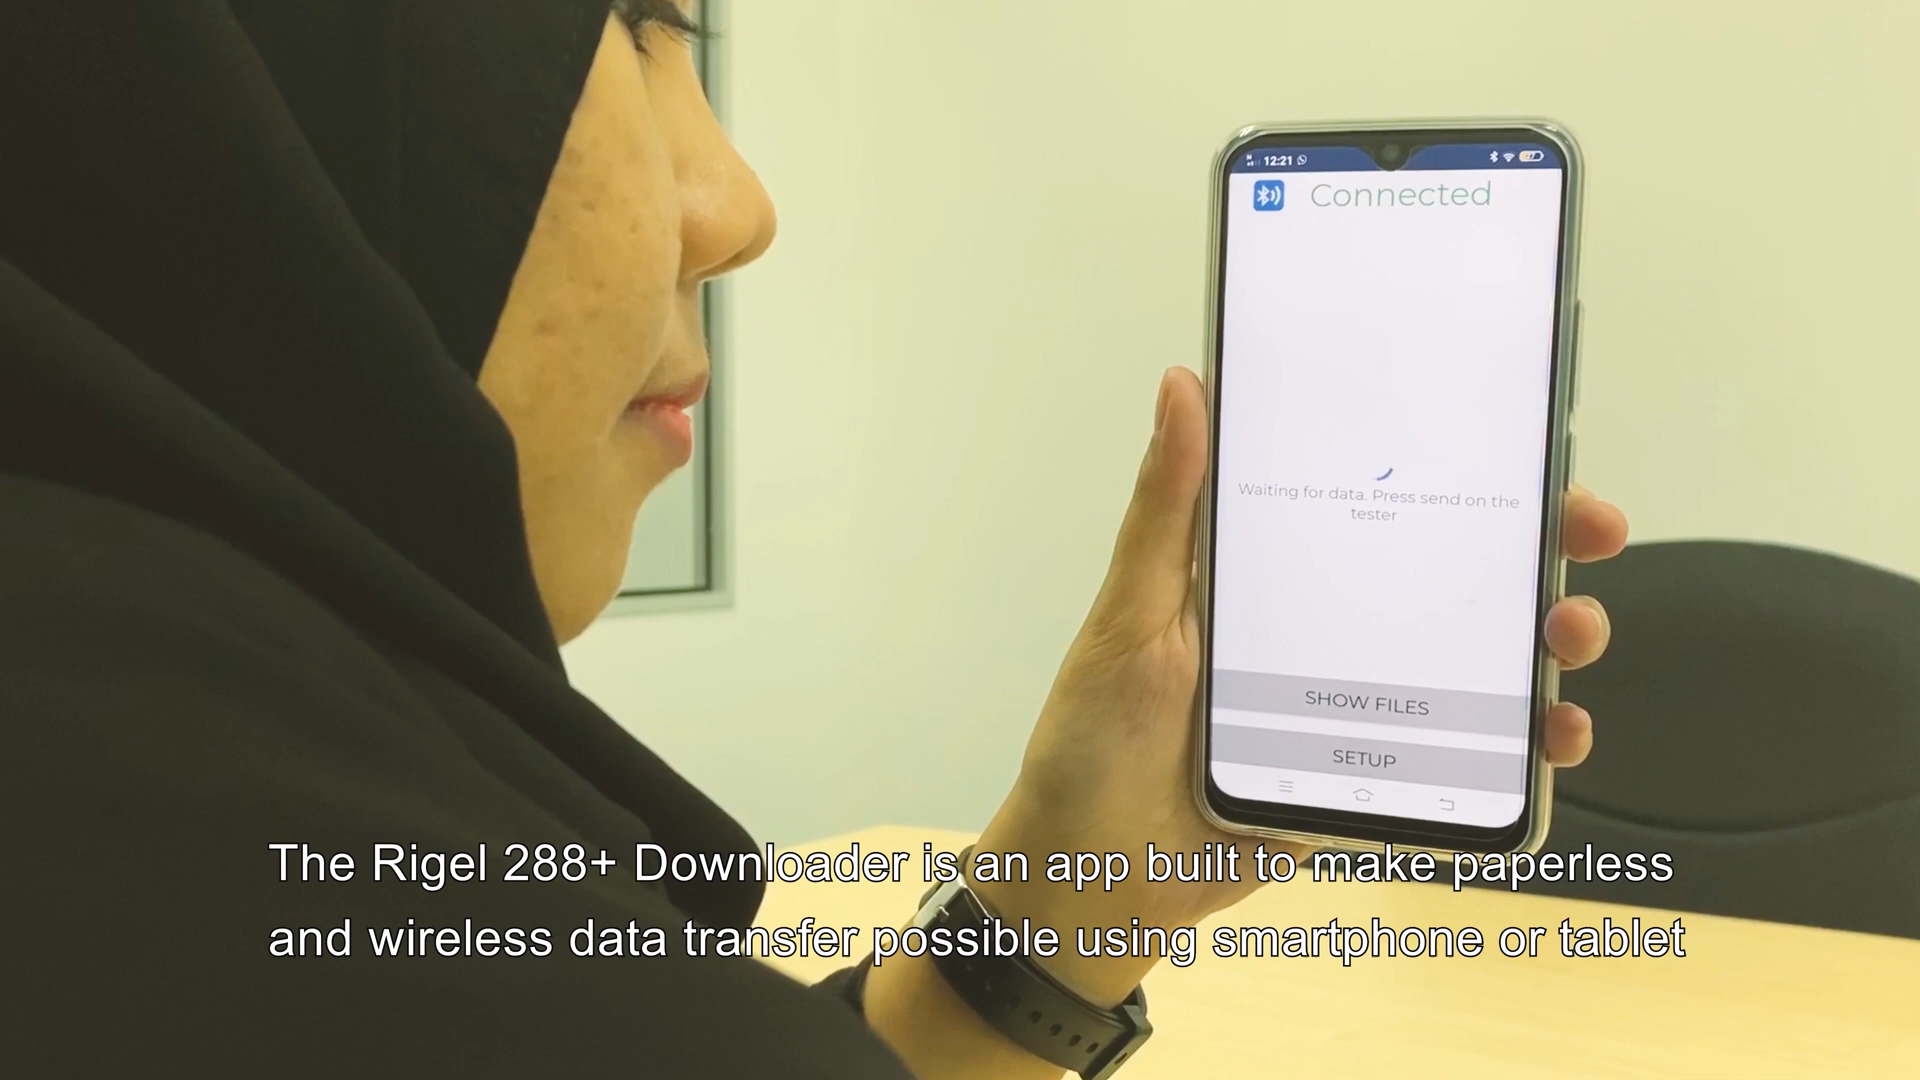 12:21
Connected
Waiting for data. Press send on the
tester
SHOW FILES
SETUP
The Rigel 288+ Downloader is an app built to make paperless
and wireless data transfer possible using smartphone or tablet